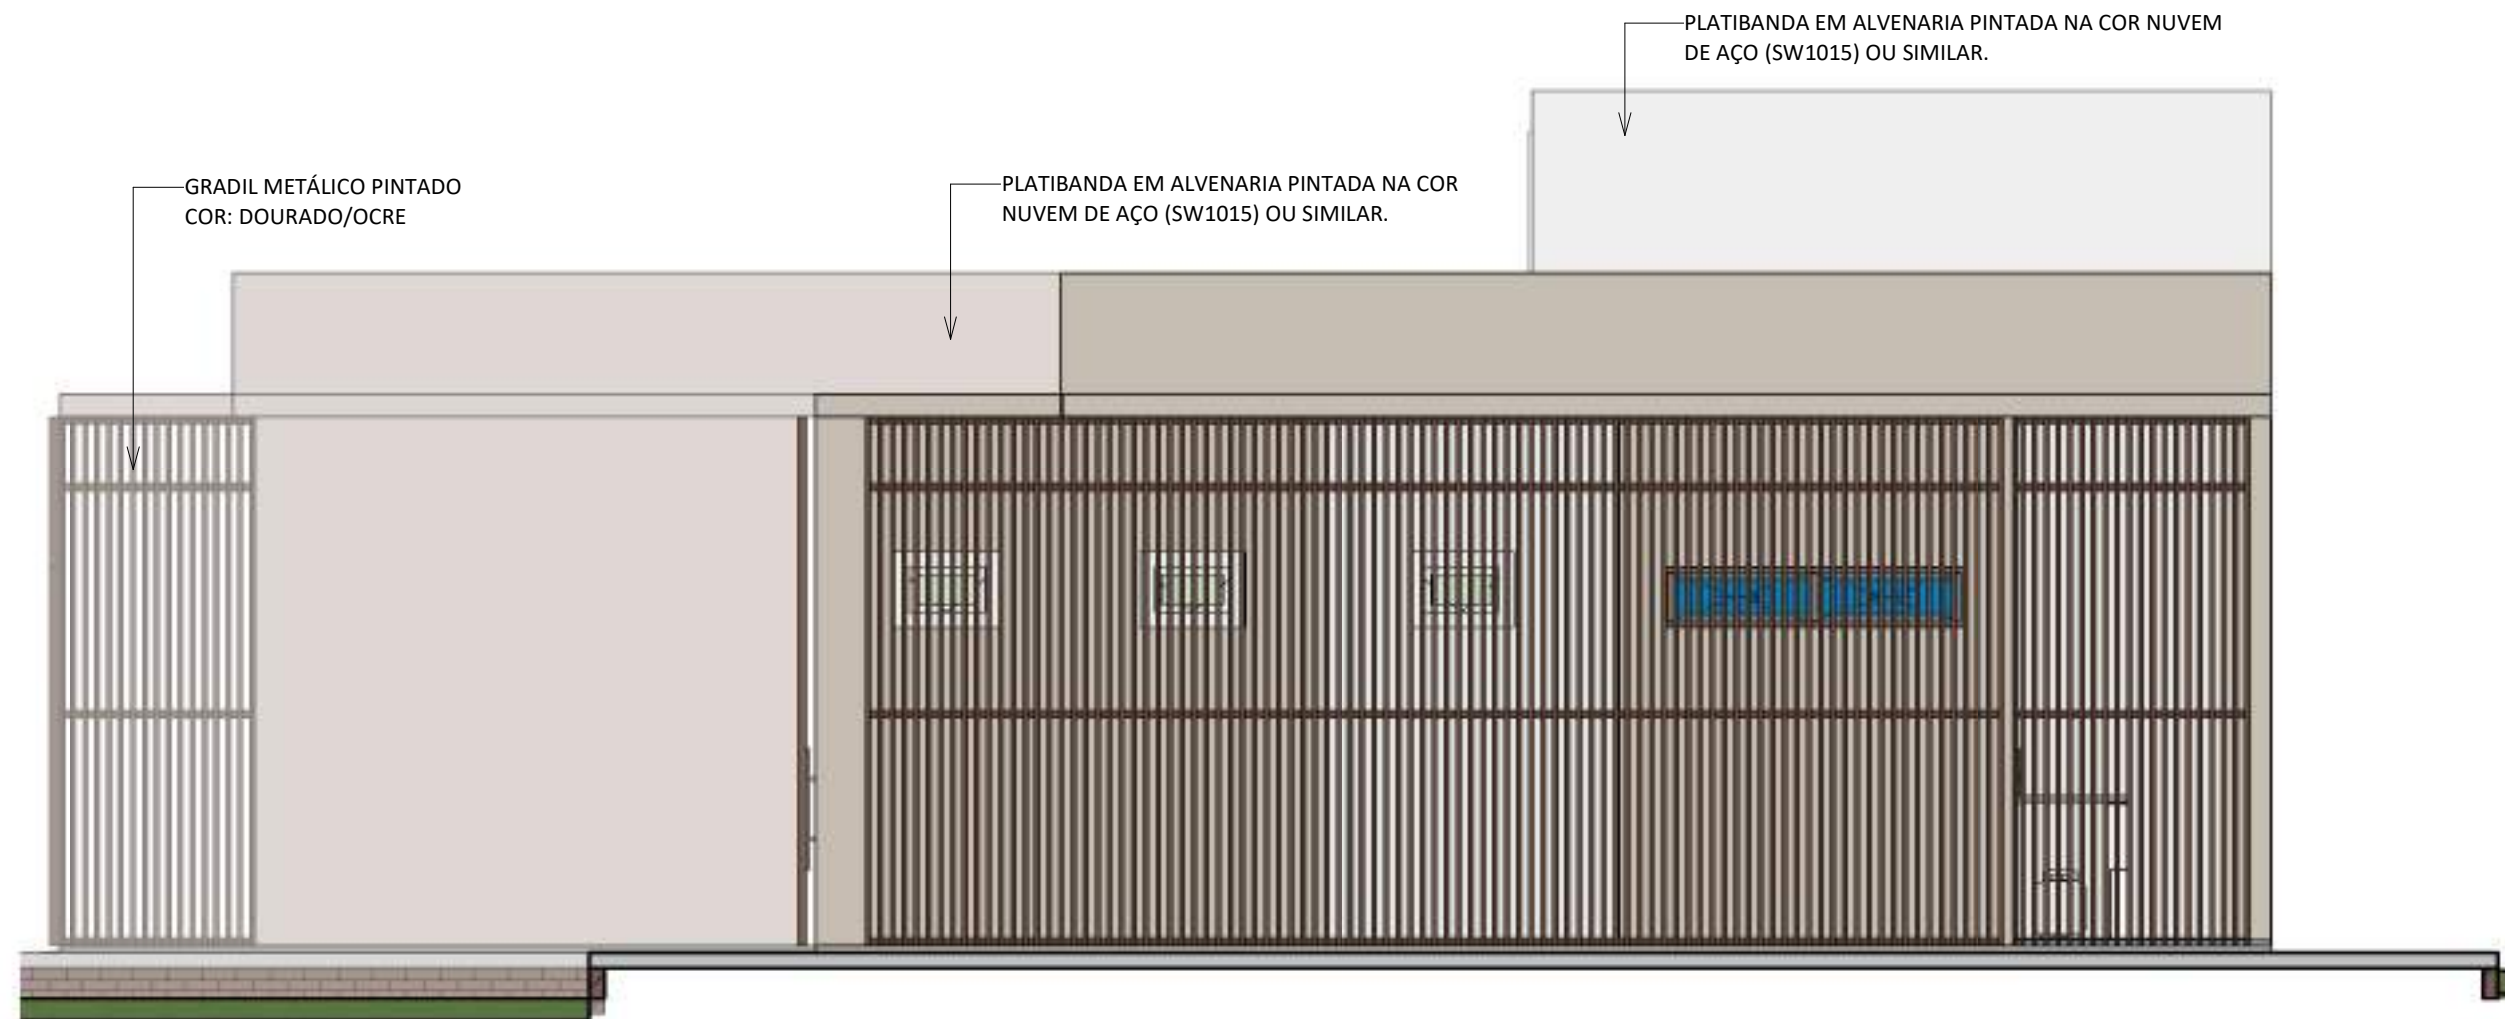 PLATIBANDA EM ALVENARIA PINTADA NA COR NUVEM
DE AÇO (SW1015) OU SIMILAR.
GRADIL METÁLICO PINTADO
COR: DOURADO/OCRE
PLATIBANDA EM ALVENARIA PINTADA NA COR
NUVEM DE AÇO (SW1015) OU SIMILAR.